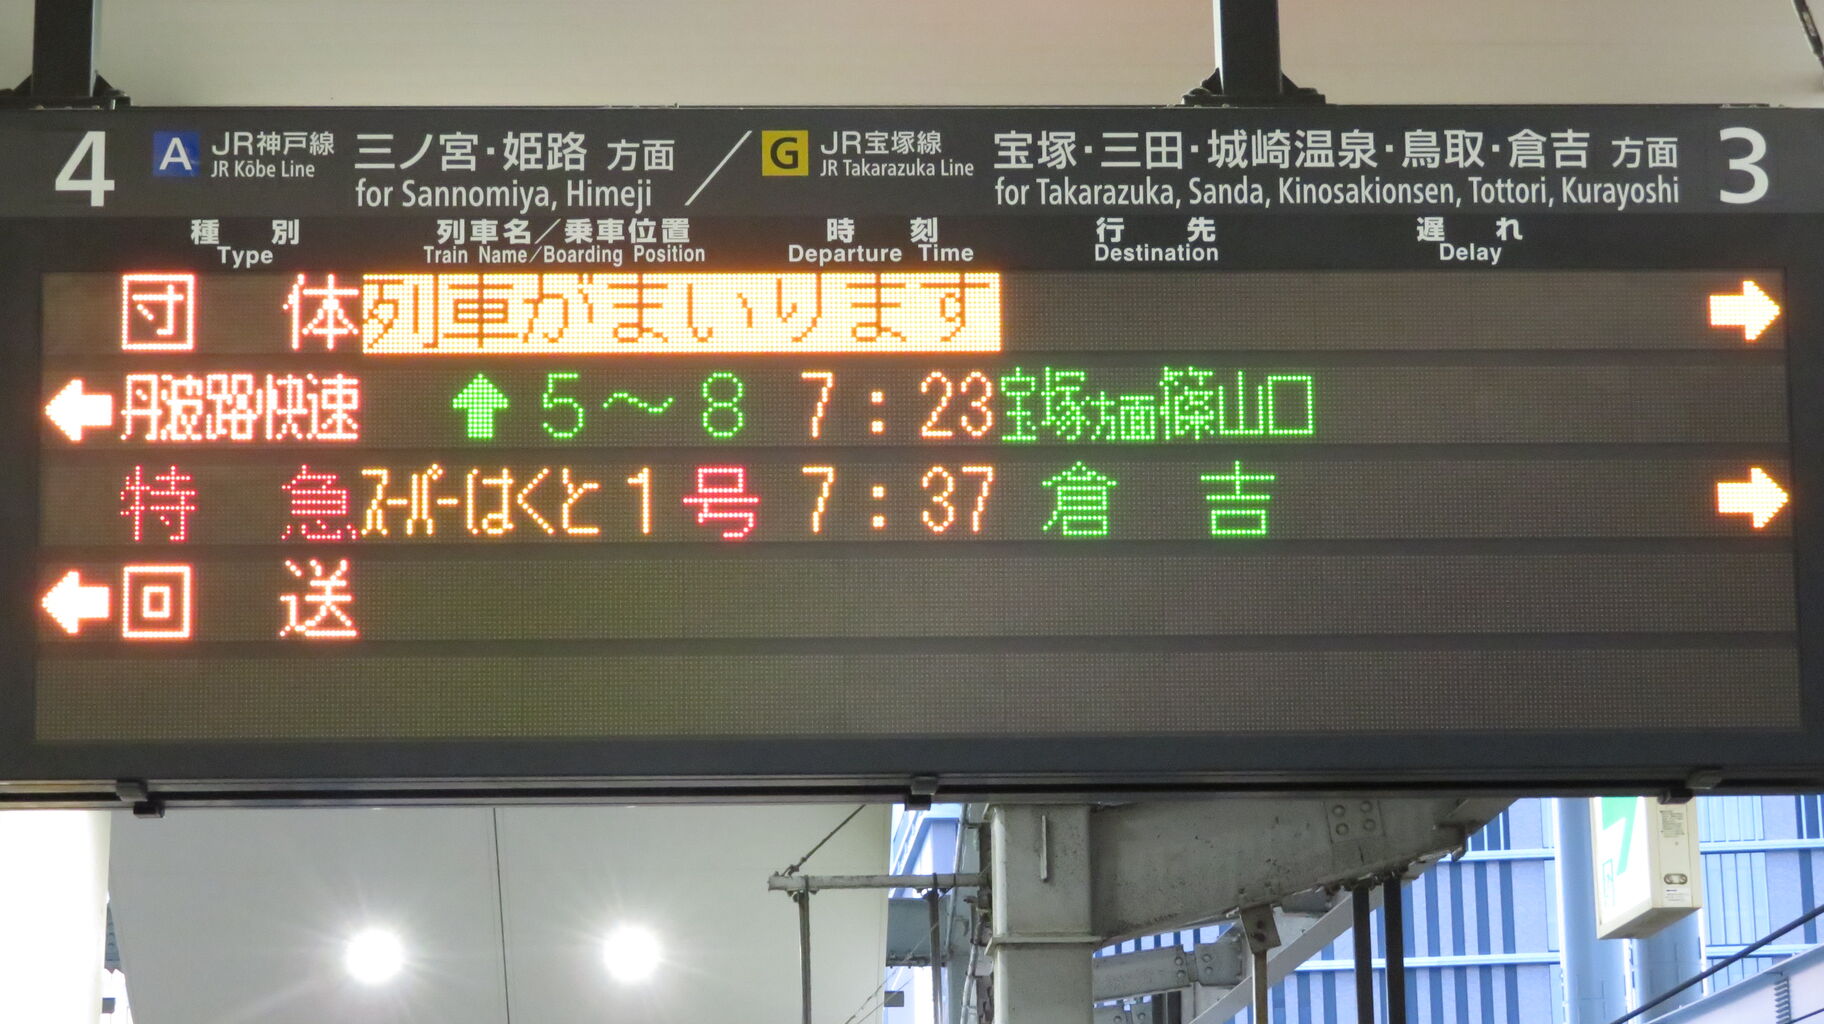 4 A JR神戸線 三ノ宮・姫路 方面 ／ G JR宝塚線 宝塚・三田・城崎温泉・鳥取・倉吉 方面 3
JR Kōbe Line for Sannomiya, Himeji JR Takarazuka Line for Takarazuka, Sanda, Kinosakionsen, Tottori, Kurayoshi
種別 列車名／乗車位置 時刻 行先 遅れ
Type Train Name／Boarding Position Departure Time Destination Delay
団体 列車がまいります →
← 丹波路快速 ↑5～8 7:23 宝塚方面篠山口
特急 スーパーはくと1号 7:37 倉吉 →
← 回送